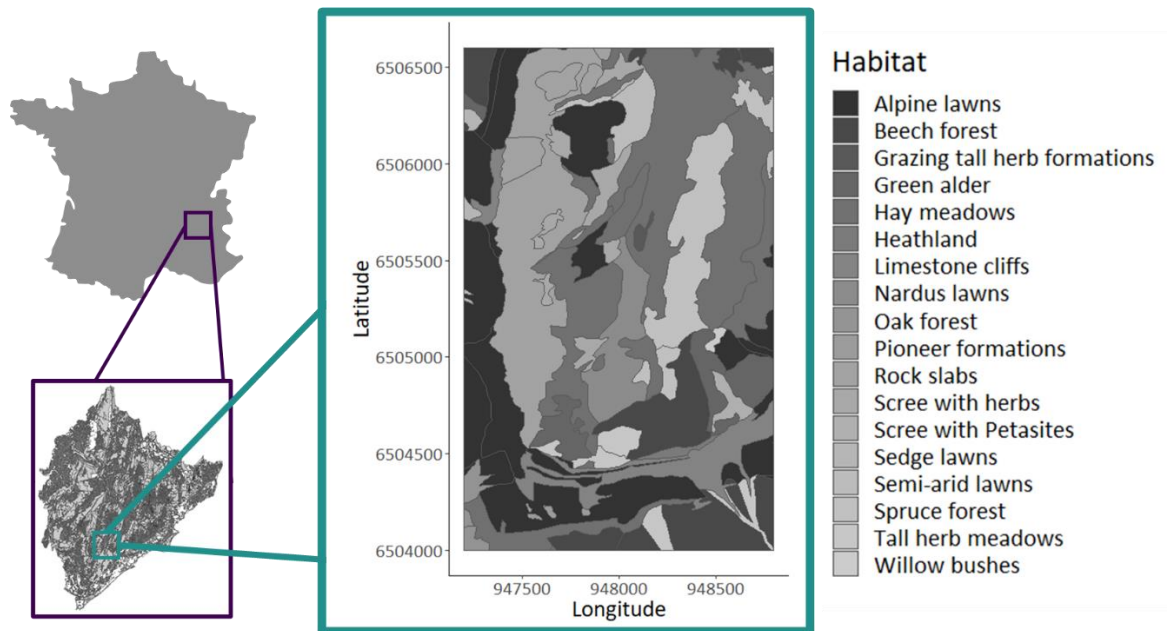 6506500
6506000
6505500
6505000
6504500
6504000
Latitude
947500
948000
948500
Longitude
Habitat
Alpine lawns
Beech forest
Grazing tall herb formations
Green alder
Hay meadows
Heathland
Limestone cliffs
Nardus lawns
Oak forest
Pioneer formations
Rock slabs
Scree with herbs
Scree with Petasites
Sedge lawns
Semi-arid lawns
Spruce forest
Tall herb meadows
Willow bushes